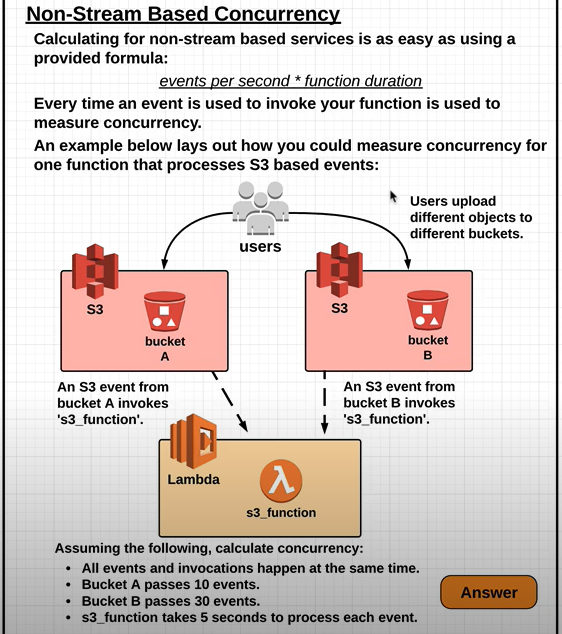 Non-Stream Based Concurrency
Calculating for non-stream based services is as easy as using a
provided formula:
events per second * function duration
Every time an event is used to invoke your function is used to
measure concurrency.
An example below lays out how you could measure concurrency for
one function that processes S3 based events:
users
Users upload
different objects to
different buckets.
S3
bucket
A
S3
bucket
B
An S3 event from
bucket A invokes
's3_function'.
An S3 event from
bucket B invokes
's3_function'.
Lambda
λ
s3_function
Assuming the following, calculate concurrency:
• All events and invocations happen at the same time.
• Bucket A passes 10 events.
• Bucket B passes 30 events.
• s3_function takes 5 seconds to process each event.
Answer